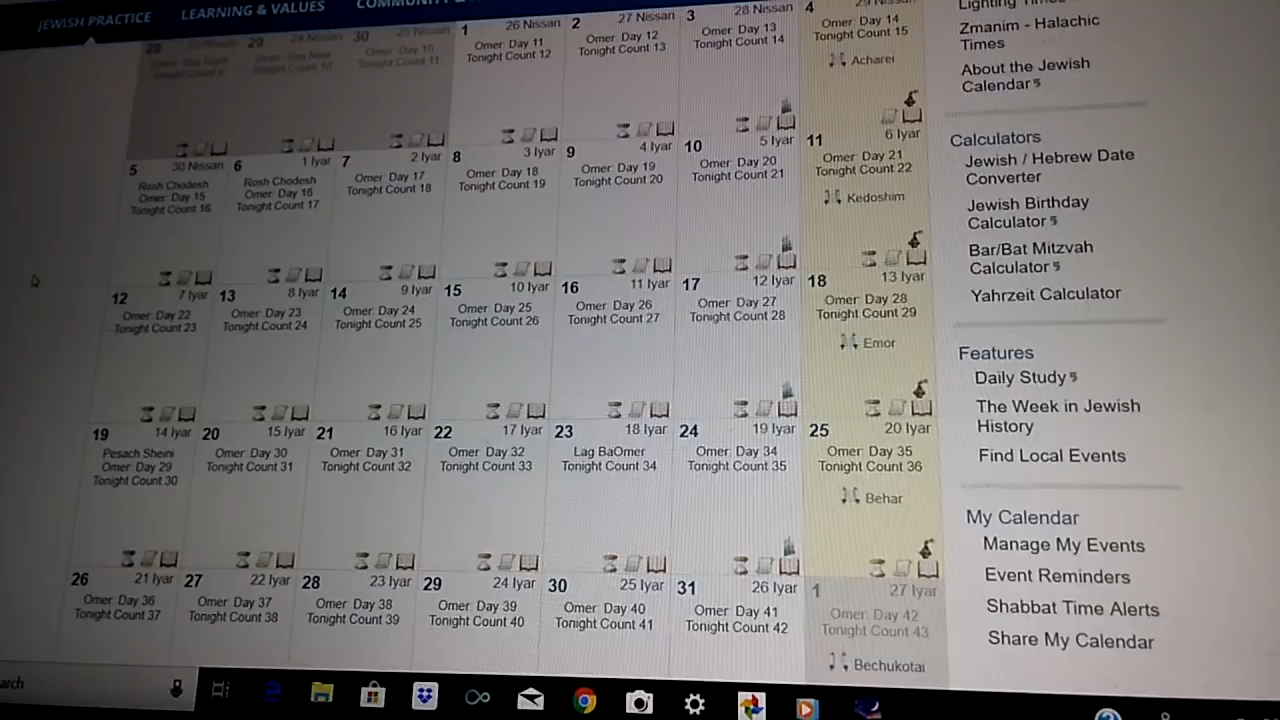 JEWISH PRACTICE LEARNING & VALUES
28 29 24 Nissan 30 25 Nissan 1 26 Nissan 2 27 Nissan 3 28 Nissan 4 29 Nissan
Omer: Day 10 Omer: Day 11 Omer: Day 12 Omer: Day 13 Omer: Day 14
Tonight Count 10 Tonight Count 11 Tonight Count 12 Tonight Count 13 Tonight Count 14 Tonight Count 15
Acharei
5 30 Nissan 6 1 Iyar 7 2 Iyar 8 3 Iyar 9 4 Iyar 10 5 Iyar 11 6 Iyar
Rosh Chodesh Rosh Chodesh Omer: Day 17 Omer: Day 18 Omer: Day 19 Omer: Day 20 Omer: Day 21
Omer: Day 15 Omer: Day 16 Tonight Count 18 Tonight Count 19 Tonight Count 20 Tonight Count 21 Tonight Count 22
Tonight Count 16 Tonight Count 17
Kedoshim
12 7 Iyar 13 8 Iyar 14 9 Iyar 15 10 Iyar 16 11 Iyar 17 12 Iyar 18 13 Iyar
Omer: Day 22 Omer: Day 23 Omer: Day 24 Omer: Day 25 Omer: Day 26 Omer: Day 27 Omer: Day 28
Tonight Count 23 Tonight Count 24 Tonight Count 25 Tonight Count 26 Tonight Count 27 Tonight Count 28 Tonight Count 29
Emor
19 14 Iyar 20 15 Iyar 21 16 Iyar 22 17 Iyar 23 18 Iyar 24 19 Iyar 25 20 Iyar
Pesach Sheini Omer: Day 30 Omer: Day 31 Omer: Day 32 Lag BaOmer Omer: Day 34 Omer: Day 35
Omer: Day 29 Tonight Count 31 Tonight Count 32 Tonight Count 33 Tonight Count 34 Tonight Count 35 Tonight Count 36
Tonight Count 30
Behar
26 21 Iyar 27 22 Iyar 28 23 Iyar 29 24 Iyar 30 25 Iyar 31 26 Iyar 1 27 Iyar
Omer: Day 36 Omer: Day 37 Omer: Day 38 Omer: Day 39 Omer: Day 40 Omer: Day 41 Omer: Day 42
Tonight Count 37 Tonight Count 38 Tonight Count 39 Tonight Count 40 Tonight Count 41 Tonight Count 42 Tonight Count 43
Bechukotai
Zmanim - Halachic
Times
About the Jewish
Calendar
Calculators
Jewish / Hebrew Date
Converter
Jewish Birthday
Calculator
Bar/Bat Mitzvah
Calculator
Yahrzeit Calculator
Features
Daily Study
The Week in Jewish
History
Find Local Events
My Calendar
Manage My Events
Event Reminders
Shabbat Time Alerts
Share My Calendar